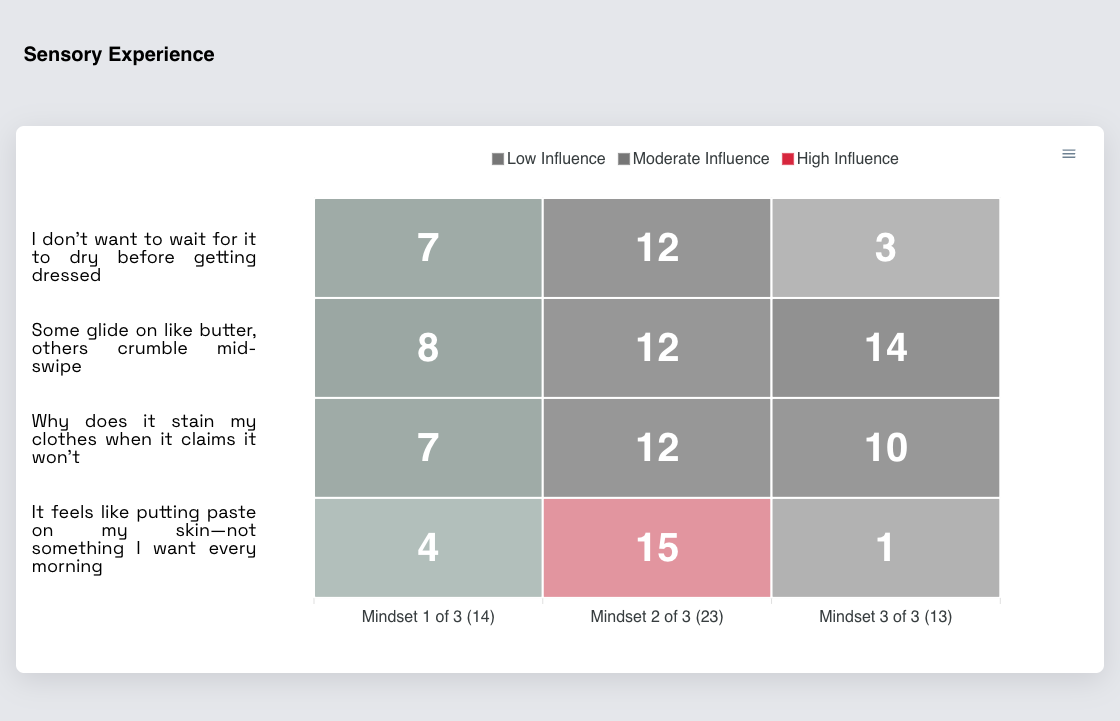 Sensory Experience
Low Influence Moderate Influence High Influence
I don't want to wait for it
to dry before getting
dressed
7 12 3
Some glide on like butter,
others crumble mid-
swipe
8 12 14
Why does it stain my
clothes when it claims it
won't
7 12 10
It feels like putting paste
on my skin—not
something I want every
morning
4 15 1
Mindset 1 of 3 (14) Mindset 2 of 3 (23) Mindset 3 of 3 (13)